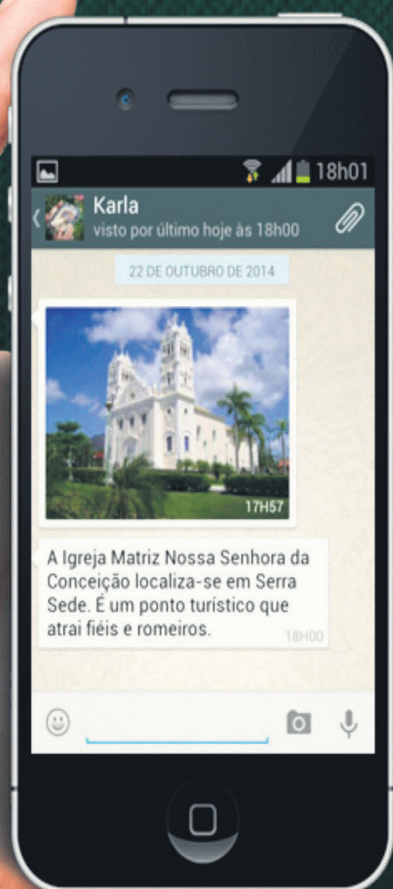 18h01
Karla
visto por último hoje às 18h00
22 DE OUTUBRO DE 2014
17H57
A Igreja Matriz Nossa Senhora da
Conceição localiza-se em Serra
Sede. É um ponto turístico que
atrai fiéis e romeiros.
18H00